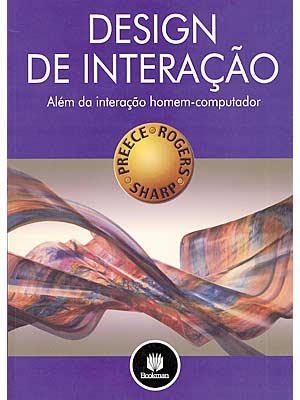 DESIGN
DE INTERAÇÃO
Além da interação homem-computador
PREECE • ROGERS •
SHARP
Bookman